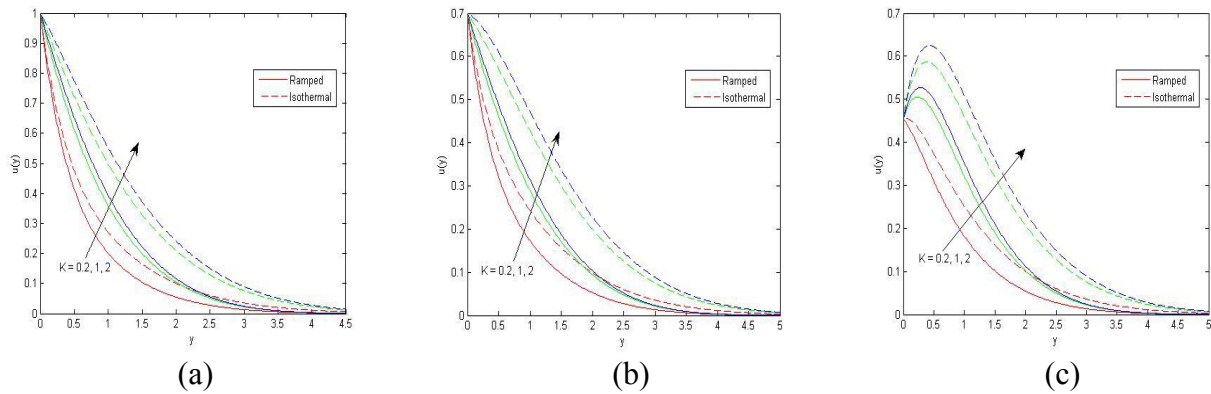 1
0.9
0.8
0.7
0.6
0.5
0.4
0.3
0.2
0.1
0
u(y)
Ramped
Isothermal
K = 0.2, 1, 2
0 0.5 1 1.5 2 2.5 3 3.5 4 4.5
y
(a)
0.7
0.6
0.5
0.4
0.3
0.2
0.1
0
u(y)
Ramped
Isothermal
K = 0.2, 1, 2
0 0.5 1 1.5 2 2.5 3 3.5 4 4.5 5
y
(b)
0.7
0.6
0.5
0.4
0.3
0.2
0.1
0
u(y)
Ramped
Isothermal
K = 0.2, 1, 2
0 0.5 1 1.5 2 2.5 3 3.5 4 4.5 5
y
(c)